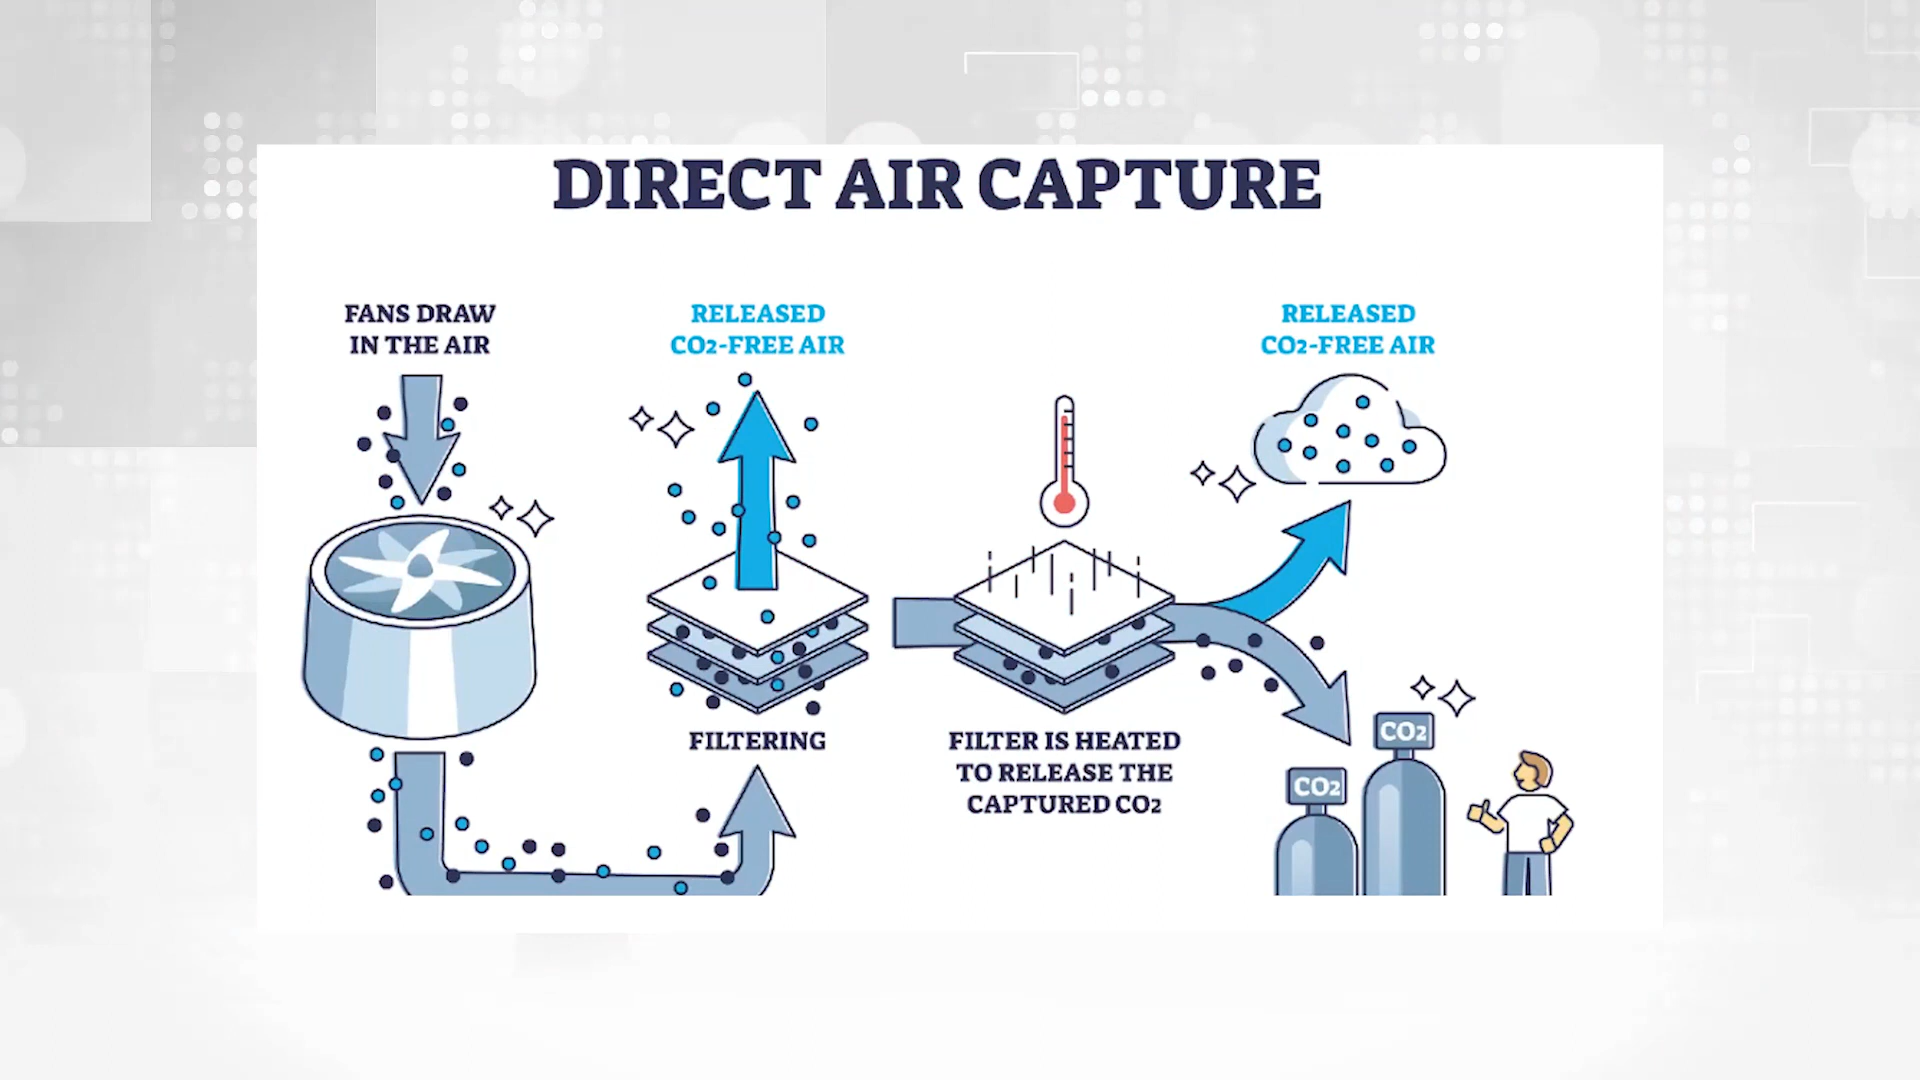 DIRECT AIR CAPTURE
FANS DRAW
IN THE AIR
RELEASED
CO2-FREE AIR
RELEASED
CO2-FREE AIR
FILTERING
FILTER IS HEATED
TO RELEASE THE
CAPTURED CO2
CO2
CO2